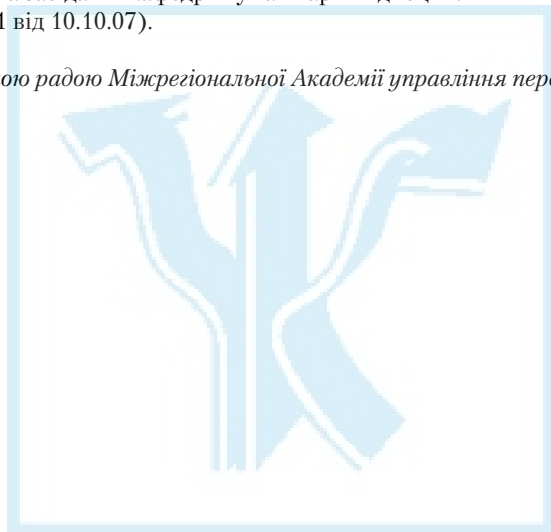 1 від 10.10.07).
ою радою Міжрегіональної Академії управління пер